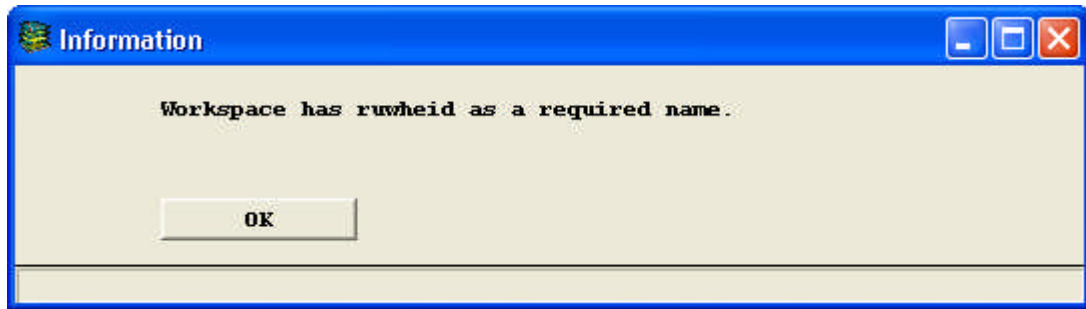 Information
Workspace has ruwheid as a required name.
OK